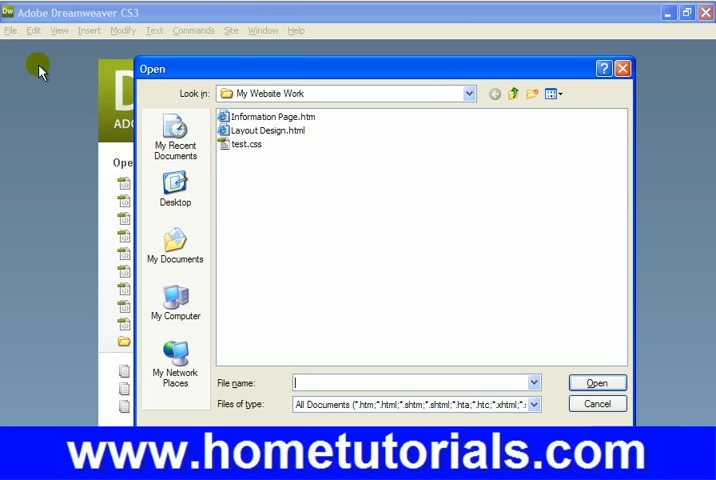 Dw Adobe Dreamweaver CS3
File Edit View Insert Modify Text Commands Site Window Help
Open
Look in: My Website Work
Information Page.htm
Layout Design.html
test.css
My Recent
Documents
Desktop
My Documents
My Computer
My Network
Places
File name:
Open
Files of type: All Documents (*.htm;*.html;*.shtm;*.shtml;*.hta;*.htc;*.xhtml;*.
Cancel
D
ADO
Ope
www.hometutorials.com